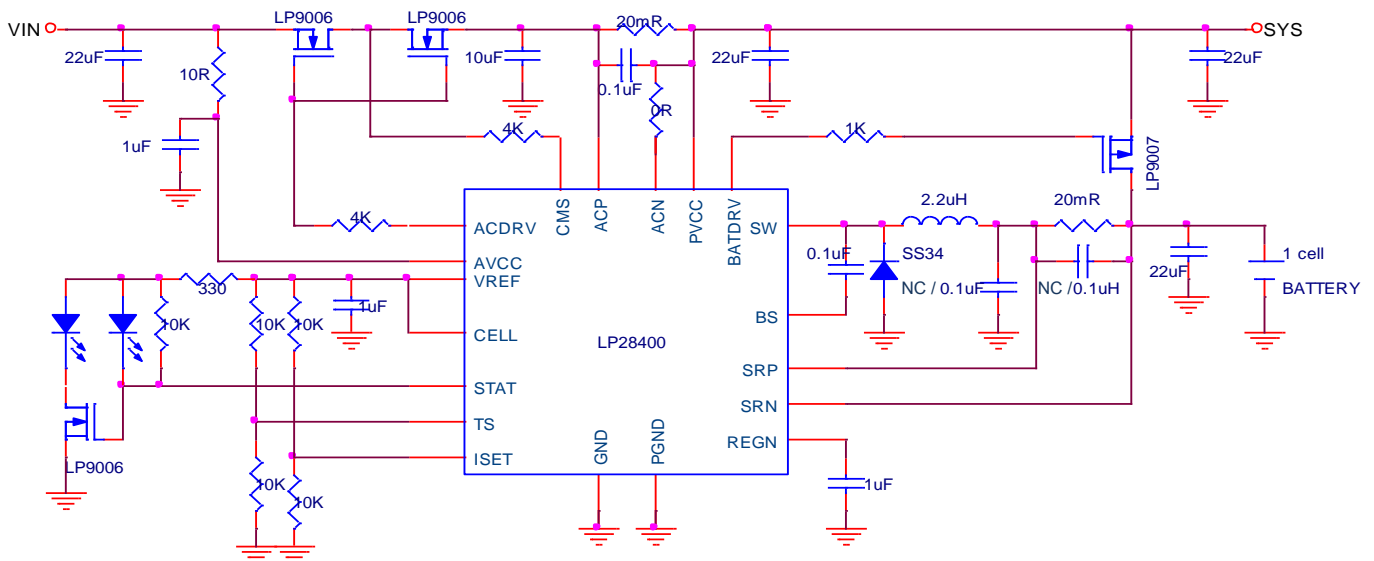 LP9006
LP9006
20mR
VIN
SYS
22uF
10R
10uF
0.1uF
22uF
22uF
0R
1uF
4K
1K
LP9007
4K
CMS
ACP
ACN
PVCC
BATDRV
2.2uH
20mR
ACDRV
SW
AVCC
VREF
0.1uF
SS34
1 cell
22uF
330
NC / 0.1uF
NC / 0.1uH
BATTERY
1uF
10K
10K
10K
BS
CELL
LP28400
SRP
STAT
SRN
TS
GND
PGND
REGN
ISET
LP9006
10K
10K
1uF